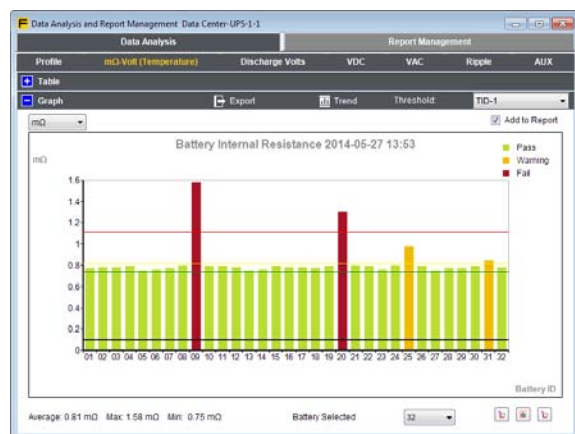 Data Analysis and Report Management Data Center-UPS-1-1
Data Analysis Report Management
Profile mΩ-Volt (Temperature) Discharge Volts VDC VAC Ripple AUX
Table
Graph Export Trend Threshold: TID-1
mΩ Add to Report
Battery Internal Resistance 2014-05-27 13:53
Pass
Warning
Fail
mΩ
1.6
1.4
1.2
1
0.8
0.6
0.4
0.2
0
01 02 03 04 05 06 07 08 09 10 11 12 13 14 15 16 17 18 19 20 21 22 23 24 25 26 27 28 29 30 31 32
Battery ID
Average: 0.81 mΩ Max: 1.58 mΩ Min: 0.75 mΩ Battery Selected 32